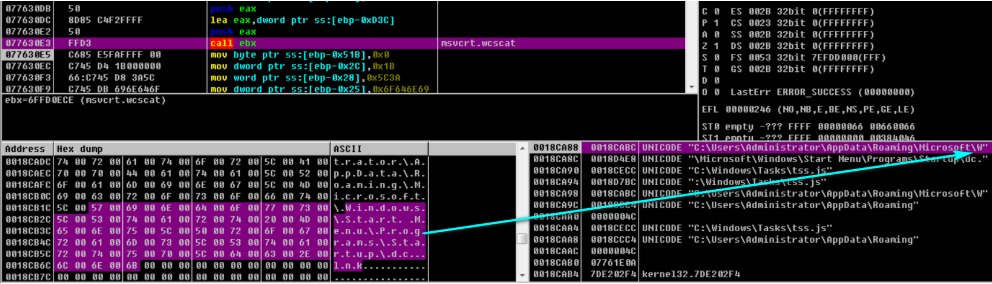 077630DB 50 push eax
077630DC 8D85 C4F2FFFF lea eax,dword ptr ss:[ebp-0xD3C]
077630E2 50 push eax
077630E3 FFD3 call ebx msvcrt.wcscat
077630E5 C685 E5FAFFFF 00 mov byte ptr ss:[ebp-0x51B],0x0
077630EC C745 D4 1B000000 mov dword ptr ss:[ebp-0x2C],0x1B
077630F3 66:C745 D8 3A5C mov word ptr ss:[ebp-0x28],0x5C3A
077630F9 C745 DB 696E646F mov dword ptr ss:[ebp-0x25],0x6F646E69
ebx=6FFD0ECE (msvcrt.wcscat)
C 0 ES 002B 32bit 0(FFFFFFFF)
P 1 CS 0023 32bit 0(FFFFFFFF)
A 0 SS 002B 32bit 0(FFFFFFFF)
Z 1 DS 002B 32bit 0(FFFFFFFF)
S 0 FS 0053 32bit 7EFDD000(FFF)
T 0 GS 002B 32bit 0(FFFFFFFF)
D 0
O 0 LastErr ERROR_SUCCESS (00000000)
EFL 00000246 (NO,NB,E,BE,NS,PE,GE,LE)
ST0 empty -??? FFFF 00000066 00660066
ST1 empty -??? FFFF 00000000 00384046
Address Hex dump ASCII
0018CADC 74 00 72 00 61 00 74 00 6F 00 72 00 5C 00 41 00 t.r.a.t.o.r.\.A.
0018CAEC 70 00 70 00 44 00 61 00 74 00 61 00 5C 00 52 00 p.p.D.a.t.a.\.R.
0018CAFC 6F 00 61 00 6D 00 69 00 6E 00 67 00 5C 00 4D 00 o.a.m.i.n.g.\.M.
0018CB0C 69 00 63 00 72 00 6F 00 73 00 6F 00 66 00 74 00 i.c.r.o.s.o.f.t.
0018CB1C 5C 00 57 00 69 00 6E 00 64 00 6F 00 77 00 73 00 \.W.i.n.d.o.w.s.
0018CB2C 5C 00 53 00 74 00 61 00 72 00 74 00 20 00 4D 00 \.S.t.a.r.t. .M.
0018CB3C 65 00 6E 00 75 00 5C 00 50 00 72 00 6F 00 67 00 e.n.u.\.P.r.o.g.
0018CB4C 72 00 61 00 6D 00 73 00 5C 00 53 00 74 00 61 00 r.a.m.s.\.S.t.a.
0018CB5C 72 00 74 00 75 00 70 00 5C 00 64 00 63 00 2E 00 r.t.u.p.\.d.c...
0018CB6C 6C 00 6E 00 6B 00 00 00 00 00 00 00 00 00 00 00 l.n.k...........
0018CB7C 00 00 00 00 00 00 00 00 00 00 00 00 00 00 00 00 ................
0018CA88 0018CABC UNICODE "C:\Users\Administrator\AppData\Roaming\Microsoft\W"
0018CA8C 0018D4E8 UNICODE "\Microsoft\Windows\Start Menu\Programs\Startup\dc."
0018CA90 0018CECC UNICODE "C:\Windows\Tasks\tss.js"
0018CA94 0018D7BC UNICODE ":\Windows\Tasks\tss.js"
0018CA98 0018CABC UNICODE "C:\Users\Administrator\AppData\Roaming\Microsoft\W"
0018CA9C 0018CCC4 UNICODE "C:\Users\Administrator\AppData\Roaming"
0018CAA0 0000004C
0018CAA4 0018CECC UNICODE "C:\Windows\Tasks\tss.js"
0018CAA8 0018CCC4 UNICODE "C:\Users\Administrator\AppData\Roaming"
0018CAAC 0000004C
0018CAB0 07761E0A
0018CAB4 7DE202F4 kernel32.7DE202F4